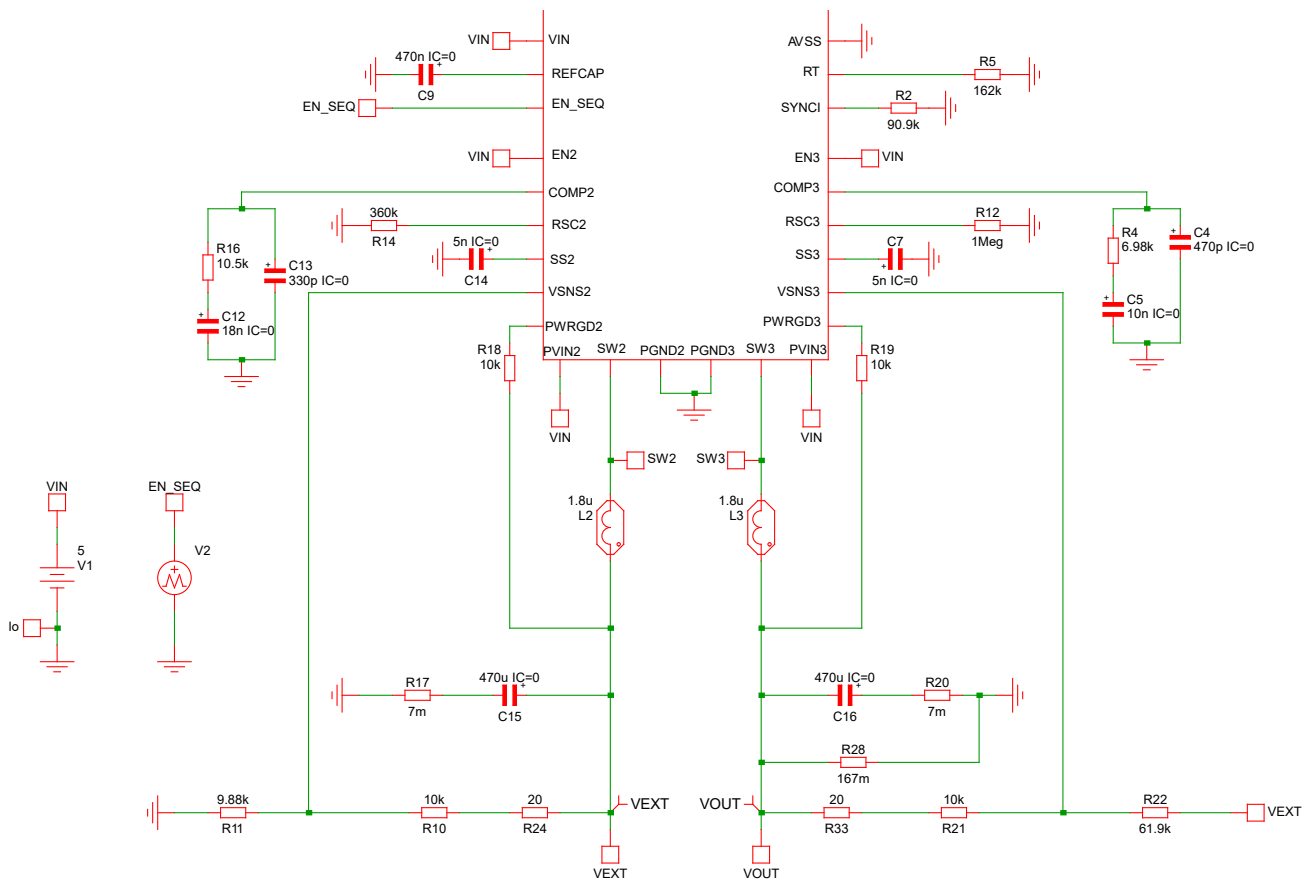 VIN
VIN
470n IC=0
C9
REFCAP
EN_SEQ
EN_SEQ
VIN
EN2
COMP2
360k
R14
RSC2
5n IC=0
C14
SS2
VSNS2
PWRGD2
R16
10.5k
C13
330p IC=0
C12
18n IC=0
R18
10k
PVIN2
SW2
PGND2
PGND3
SW3
PVIN3
AVSS
RT
R5
162k
SYNCI
R2
90.9k
EN3
VIN
COMP3
RSC3
R12
1Meg
SS3
C7
5n IC=0
VSNS3
PWRGD3
R19
10k
R4
6.98k
C4
470p IC=0
C5
10n IC=0
VIN
VIN
SW2
SW3
1.8u
L2
1.8u
L3
VIN
5
V1
Io
EN_SEQ
V2
R17
7m
470u IC=0
C15
470u IC=0
C16
R20
7m
R28
167m
9.88k
R11
10k
R10
20
R24
VEXT
VEXT
VOUT
VOUT
20
R33
10k
R21
R22
61.9k
VEXT